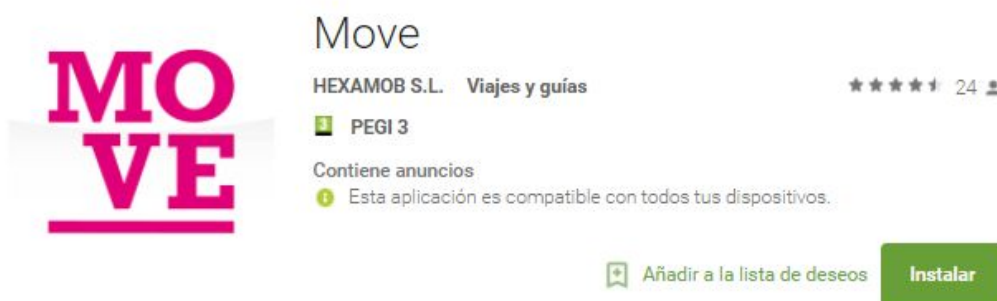 MO
VE
Move
HEXAMOB S.L. Viajes y guías
24
3 PEGI 3
Contiene anuncios
Esta aplicación es compatible con todos tus dispositivos.
Añadir a la lista de deseos Instalar